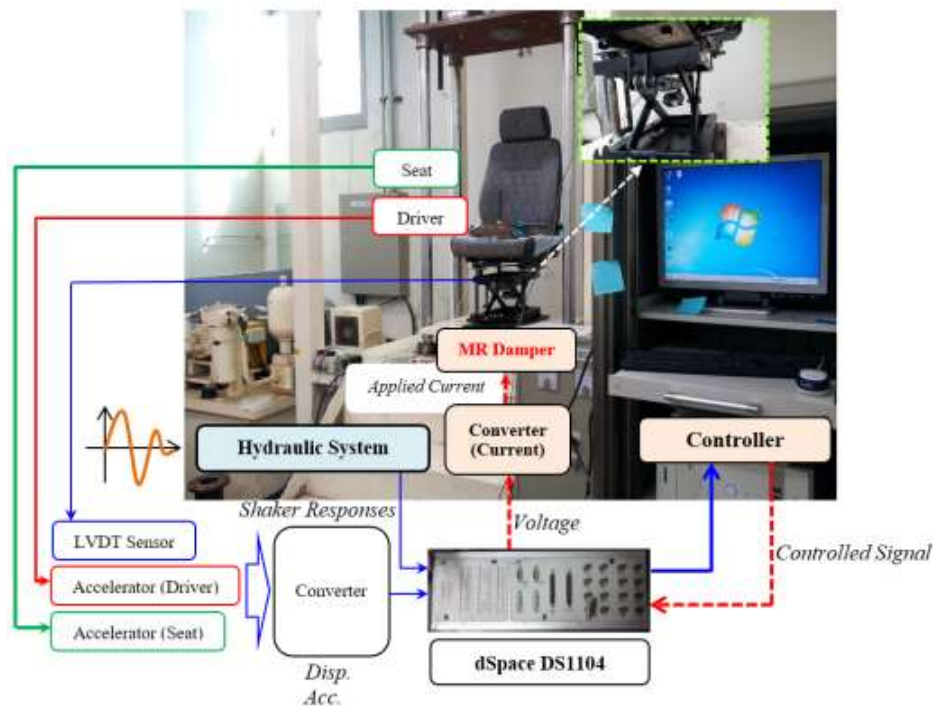 Seat
Driver
MR Damper
Applied Current
Converter
(Current)
Hydraulic System
Controller
Shaker Responses
Voltage
LVDT Sensor
Controlled Signal
Accelerator (Driver)
Converter
Accelerator (Seat)
dSpace DS1104
Disp.
Acc.